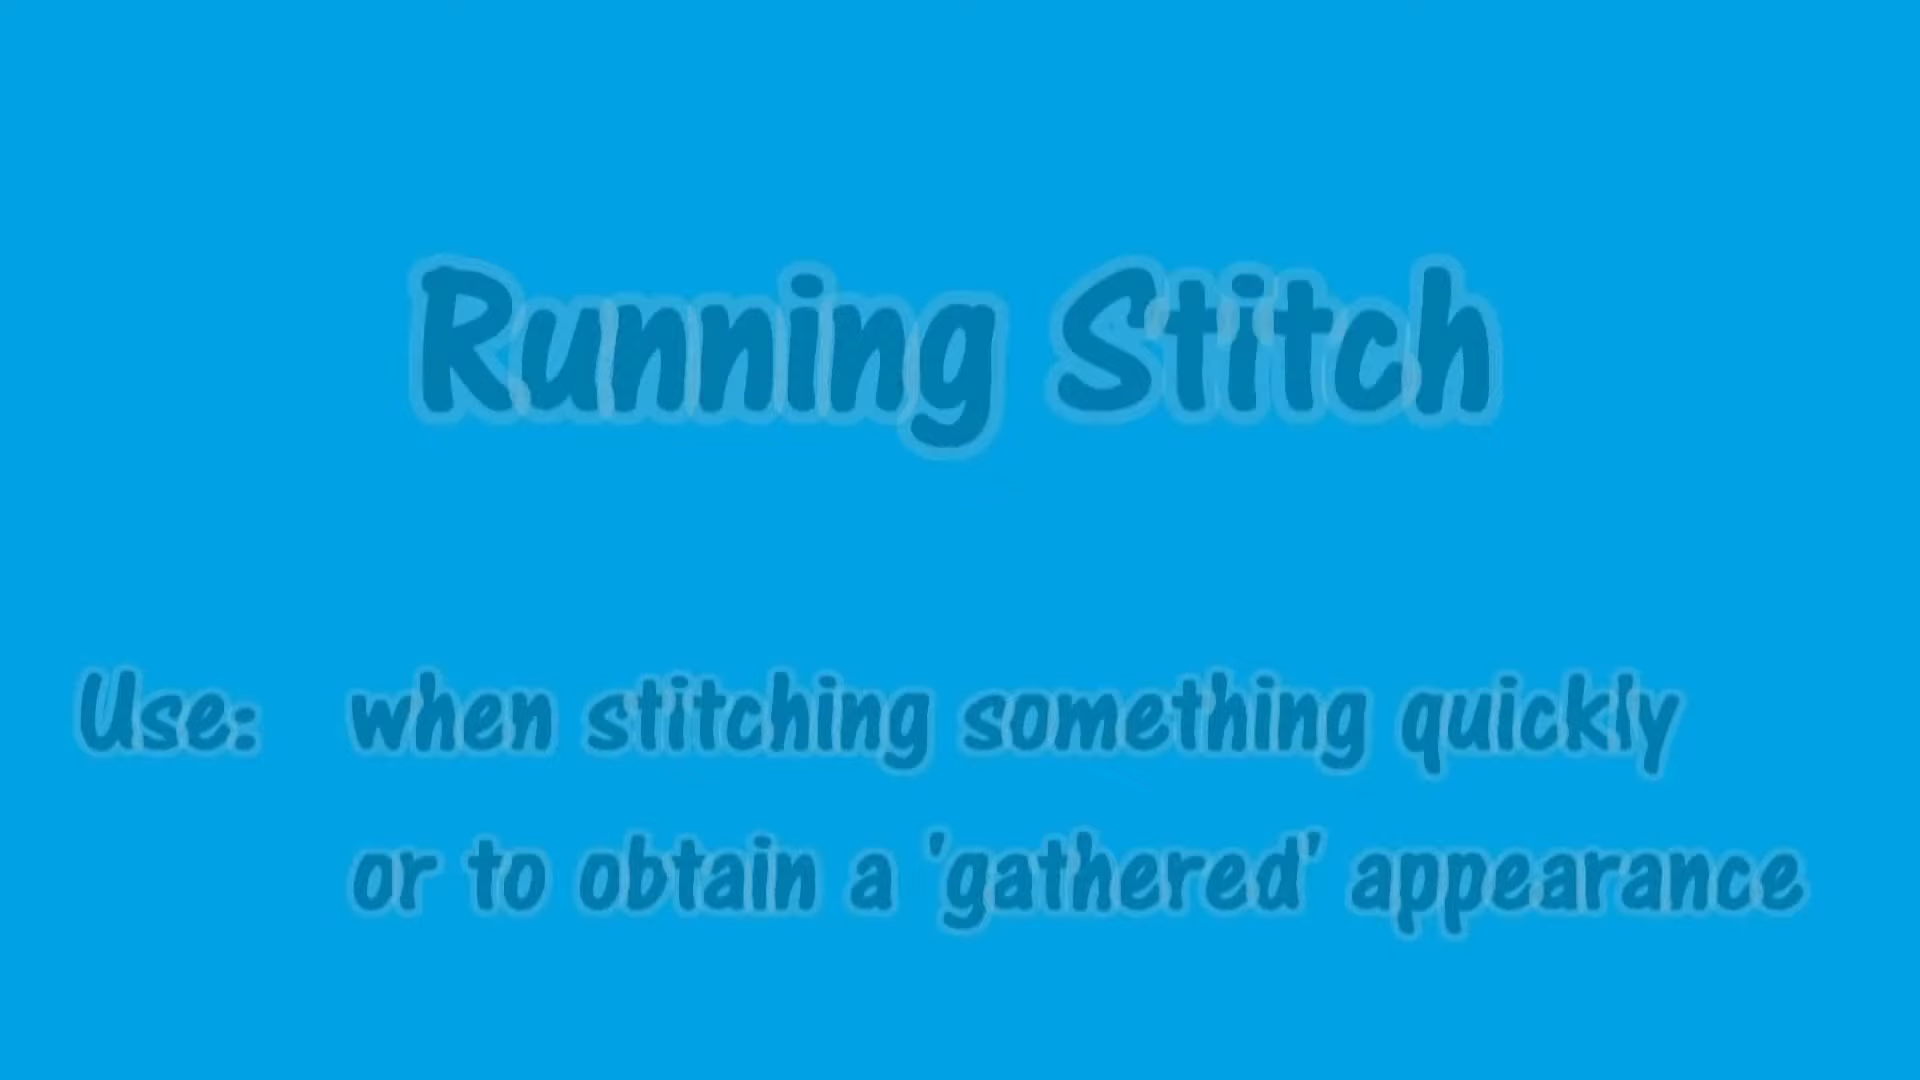 Running Stitch
Use: when stitching something quickly
or to obtain a 'gathered' appearance